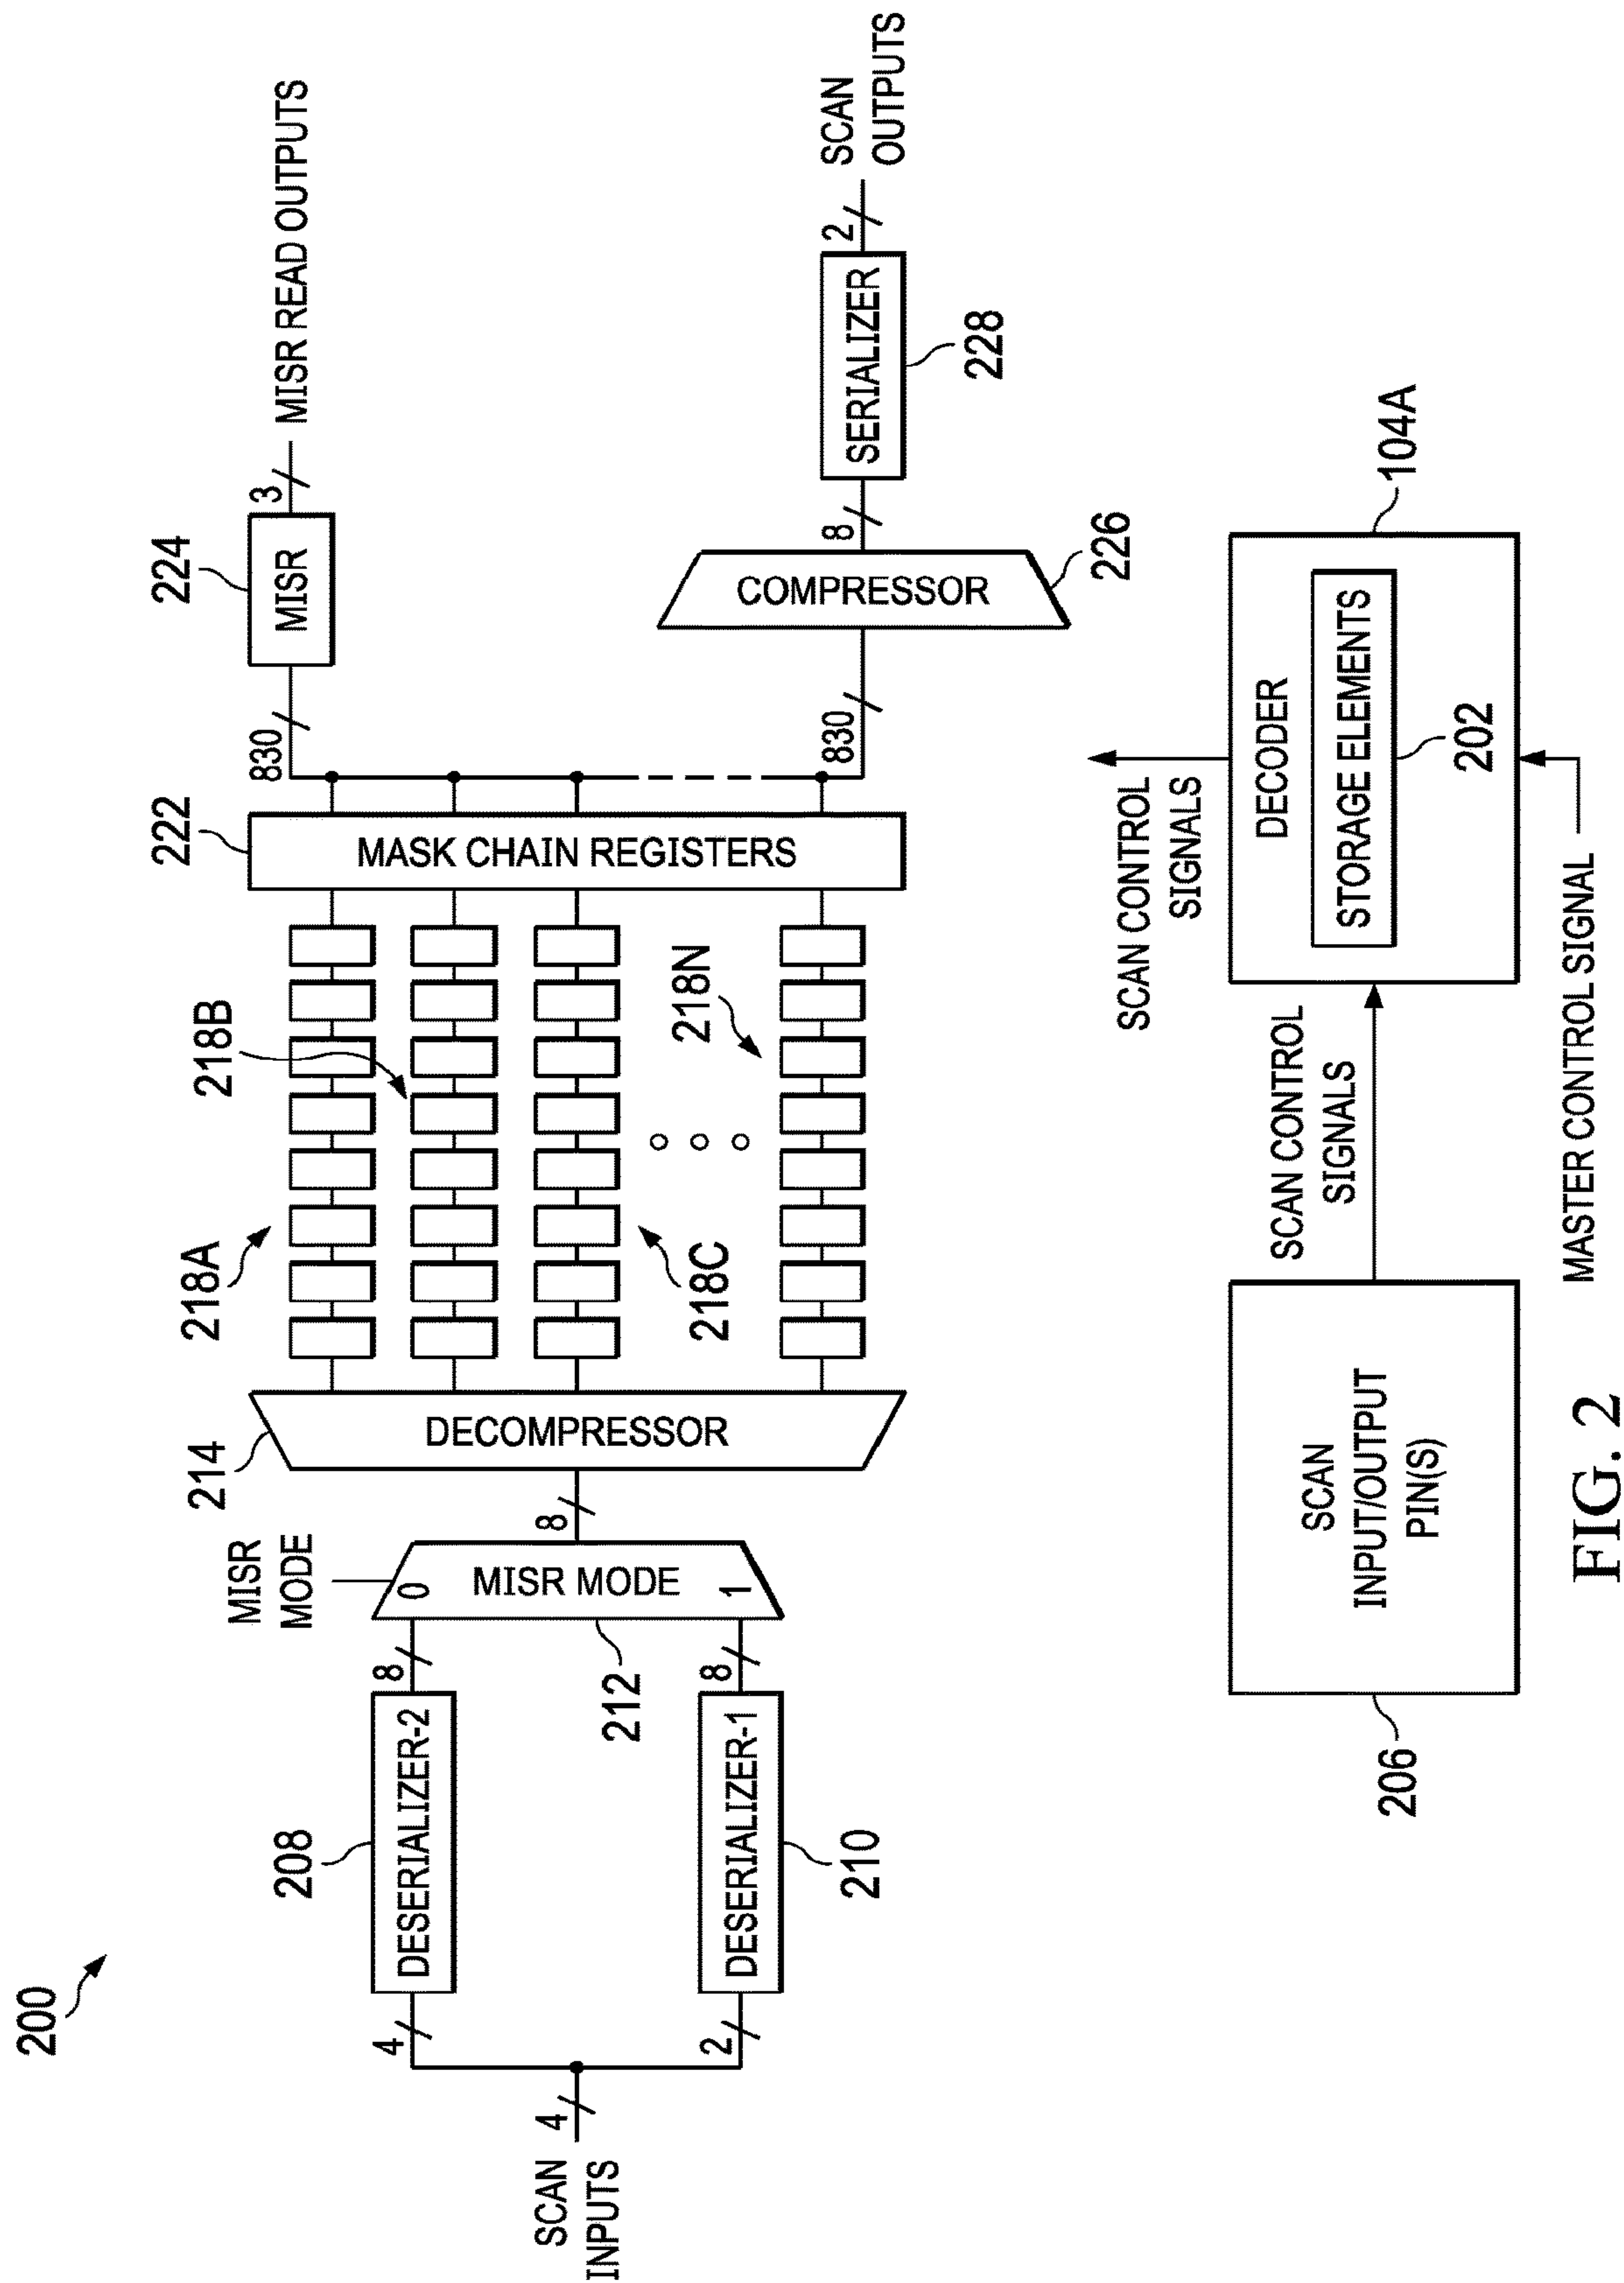 200
SCAN
INPUTS
4
4
2
208
DESERIALIZER-2
DESERIALIZER-1
210
8
8
MISR
MODE
0
MISR MODE
1
212
8
214
DECOMPRESSOR
218A
218B
218C
218N
222
MASK CHAIN REGISTERS
830
830
224
MISR
3
MISR READ OUTPUTS
COMPRESSOR
226
8
SERIALIZER
228
2
SCAN
OUTPUTS
206
SCAN
INPUT/OUTPUT
PIN(S)
SCAN CONTROL
SIGNALS
SCAN CONTROL
SIGNALS
DECODER
STORAGE ELEMENTS
202
104A
MASTER CONTROL SIGNAL
FIG. 2